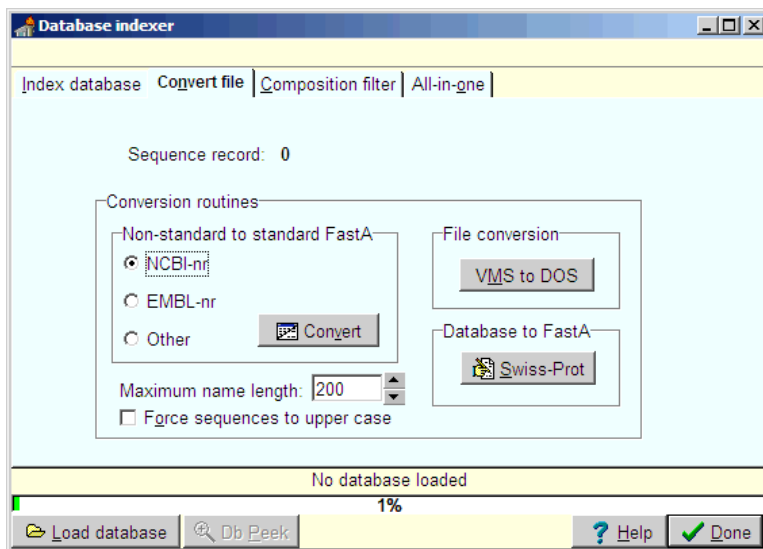 Database indexer
Index database Convert file Composition filter All-in-one
Sequence record: 0
Conversion routines
Non-standard to standard FastA
NCBI-nr
EMBL-nr
Other
Convert
File conversion
VMS to DOS
Database to FastA
Swiss-Prot
Maximum name length: 200
Force sequences to upper case
No database loaded
1%
Load database Db Peek Help Done